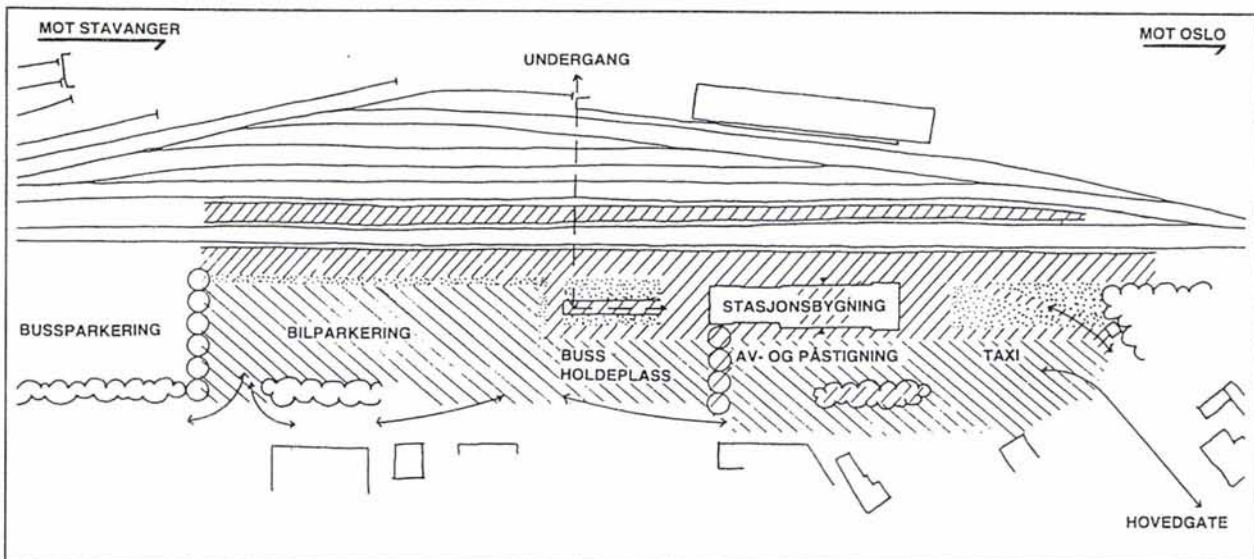 MOT STAVANGER
MOT OSLO
UNDERGANG
STASJONSBYGNING
BUSSPARKERING
BILPARKERING
BUSS
HOLDEPLASS
AV- OG PÅSTIGNING
TAXI
HOVEDGATE